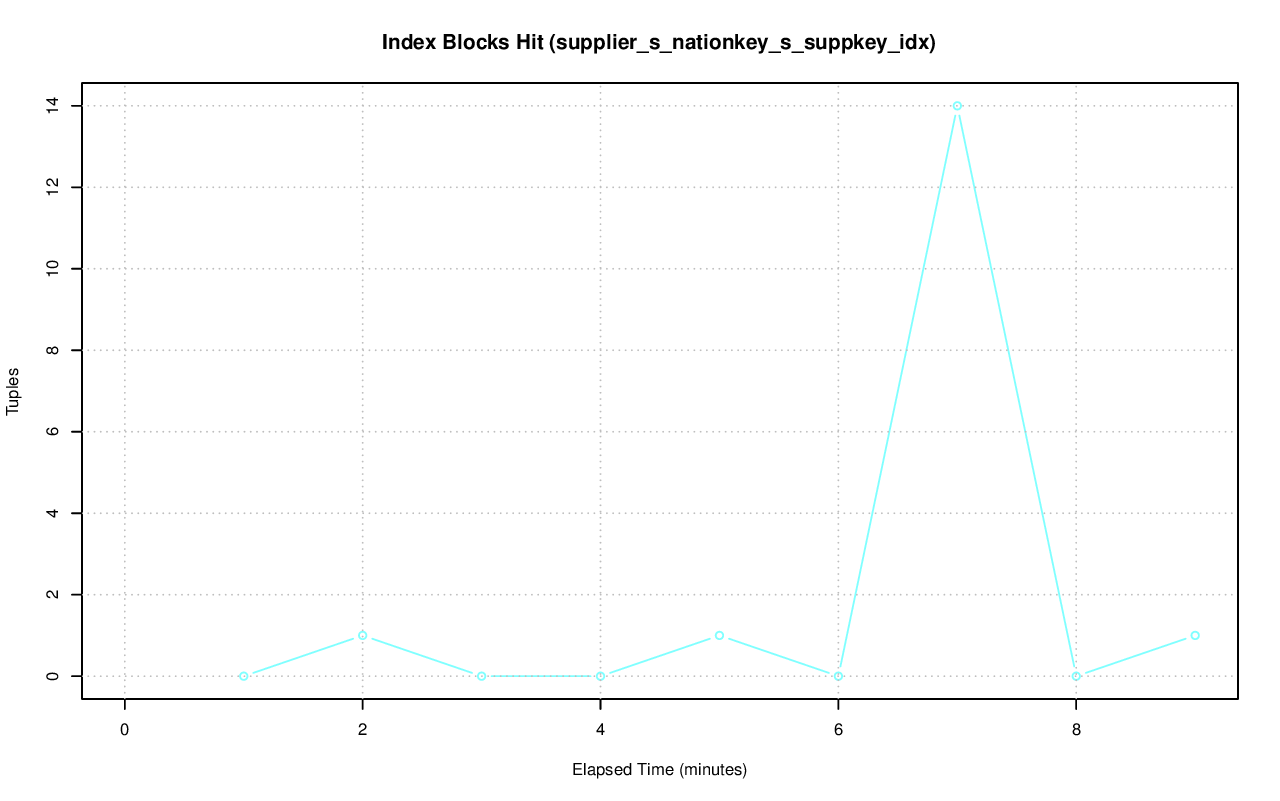 Index Blocks Hit (supplier_s_nationkey_s_suppkey_idx)
14
12
10
8
6
4
2
0
Tuples
0 2 4 6 8
Elapsed Time (minutes)